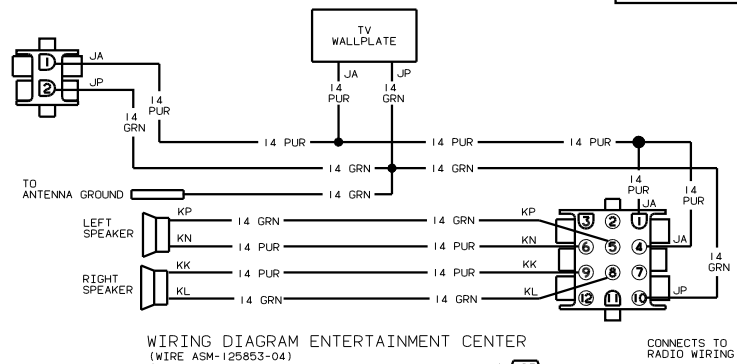 TV
WALLPLATE
JA
JP
1
2
JA
JP
14
PUR
14
GRN
14
PUR
14
GRN
14 PUR
14 PUR
14 PUR
14 GRN
14 GRN
14 PUR
14 PUR
14 GRN
TO
ANTENNA GROUND
14 GRN
JA
LEFT
SPEAKER
KP
14 GRN
14 GRN
KP
KN
14 PUR
14 PUR
KN
RIGHT
SPEAKER
KK
14 PUR
14 PUR
KK
KL
14 GRN
14 GRN
KL
3 2 1
6 5 4
JA
9 8 7
12 11 10
JP
WIRING DIAGRAM ENTERTAINMENT CENTER
(WIRE ASM-125853-04)
CONNECTS TO
RADIO WIRING